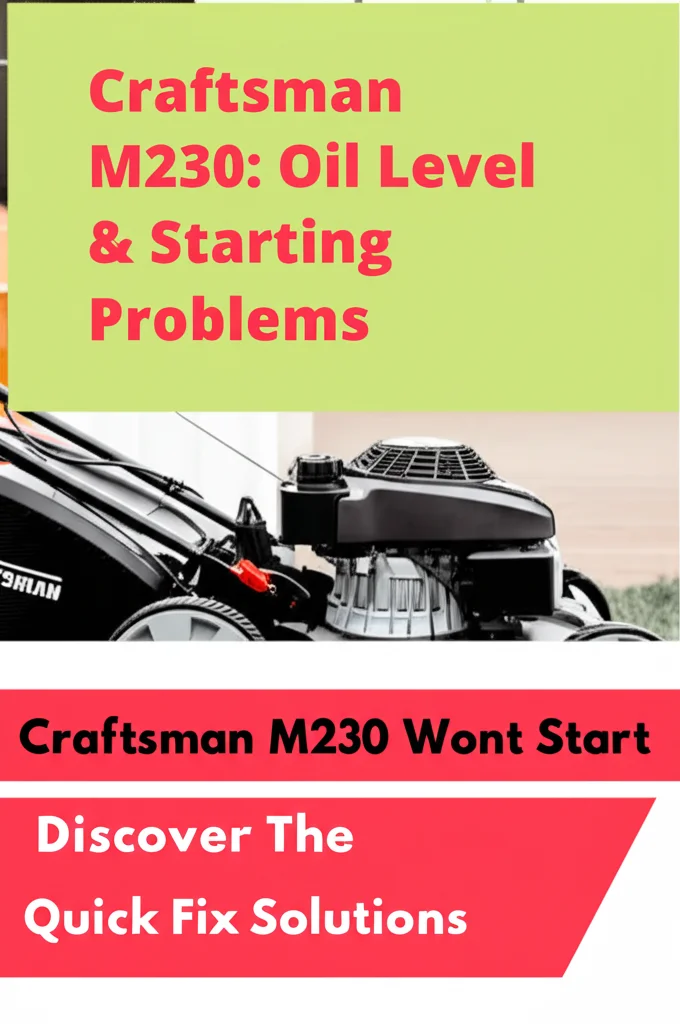 Craftsman
M230: Oil Level
& Starting
Problems
Craftsman M230 Wont Start
Discover The
Quick Fix Solutions